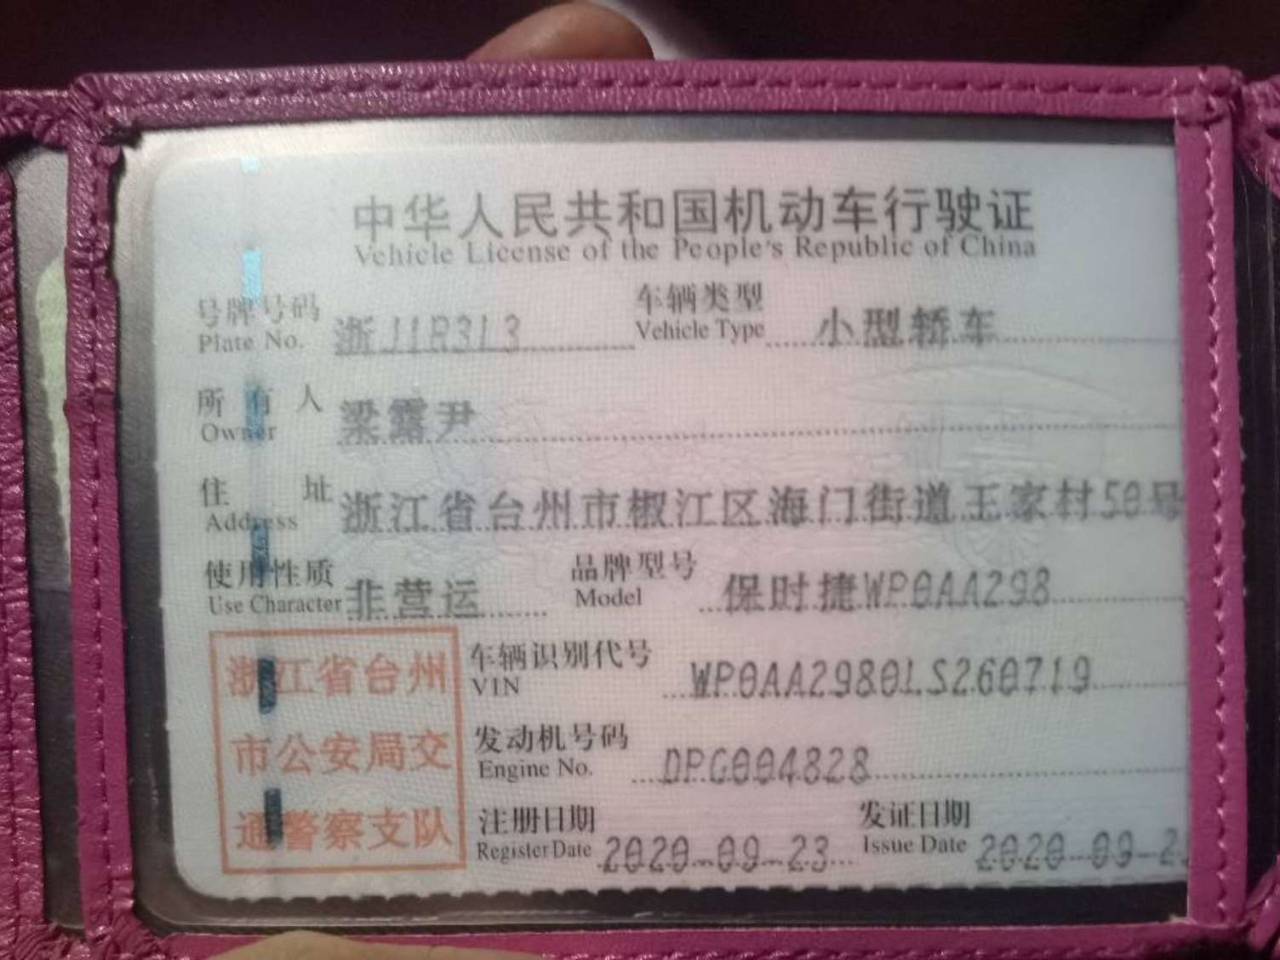 中华人民共和国机动车行驶证
Vehicle License of the People's Republic of China
号牌号码 浙J1R313 车辆类型 小型轿车
Plate No. Vehicle Type
所有人 梁露尹
Owner
住址 浙江省台州市椒江区海门街道王家村50号
Address
使用性质 非营运 品牌型号 保时捷WP0AA298
Use Character Model
浙江省台州
市公安局交
通警察支队
车辆识别代号 WP0AA2980LS260719
VIN
发动机号码 DPG004828
Engine No.
注册日期 2020-09-23 发证日期 2020-09-2
Register Date Issue Date